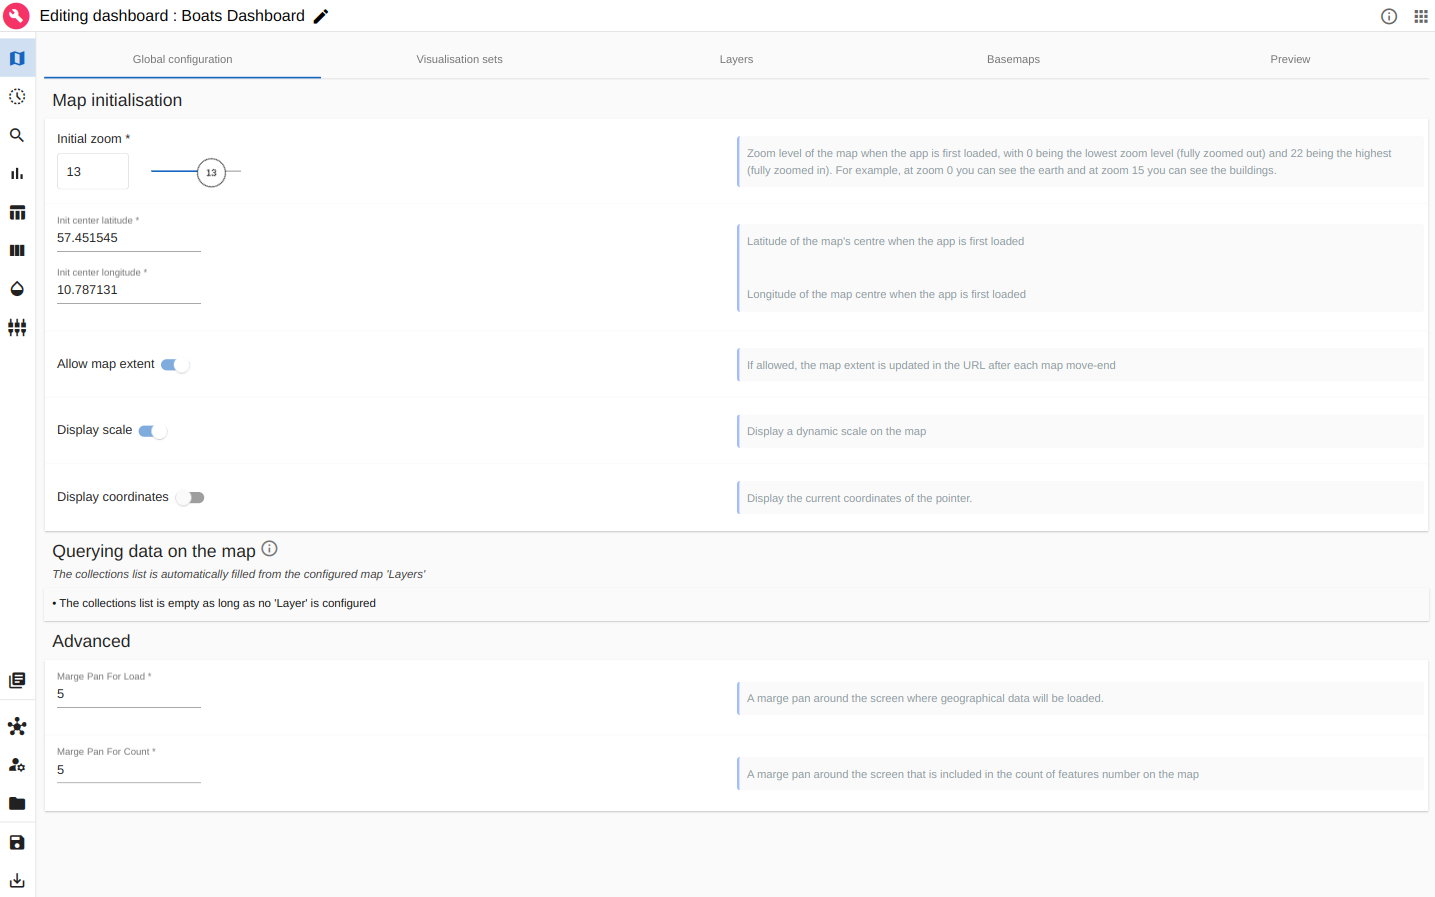 Editing dashboard : Boats Dashboard
Global configuration
Visualisation sets
Layers
Basemaps
Preview
Map initialisation
Initial zoom *
13
13
Zoom level of the map when the app is first loaded, with 0 being the lowest zoom level (fully zoomed out) and 22 being the highest
(fully zoomed in). For example, at zoom 0 you can see the earth and at zoom 15 you can see the buildings.
Init center latitude *
57.451545
Latitude of the map's centre when the app is first loaded
Init center longitude *
10.787131
Longitude of the map centre when the app is first loaded
Allow map extent
If allowed, the map extent is updated in the URL after each map move-end
Display scale
Display a dynamic scale on the map
Display coordinates
Display the current coordinates of the pointer.
Querying data on the map
The collections list is automatically filled from the configured map 'Layers'
• The collections list is empty as long as no 'Layer' is configured
Advanced
Marge Pan For Load *
5
A marge pan around the screen where geographical data will be loaded.
Marge Pan For Count *
5
A marge pan around the screen that is included in the count of features number on the map